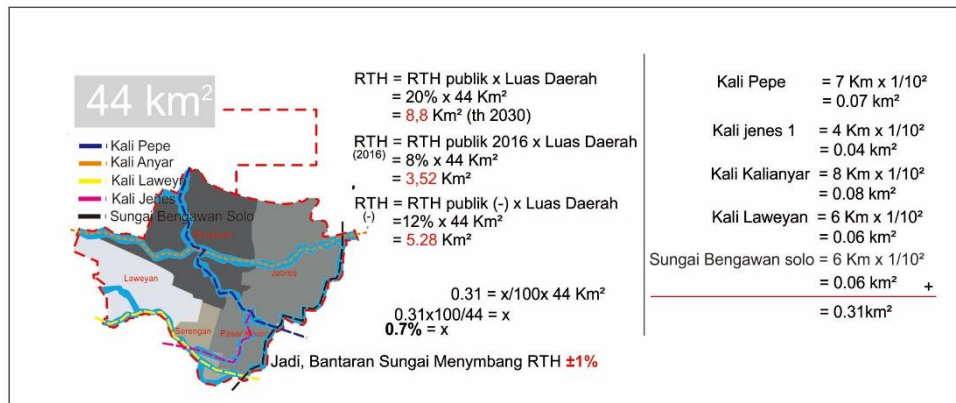 44 km²
Kali Pepe
Kali Anyar
Kali Laweyn
Kali Jenes
Sungai Bengawan Solo
Laweyan
Jebres
Serengan
RTH = RTH publik x Luas Daerah
= 20% x 44 Km²
= 8,8 Km² (th 2030)
RTH = RTH publik 2016 x Luas Daerah
(2016) = 8% x 44 Km²
= 3,52 Km²
RTH = RTH publik (-) x Luas Daerah
(-) =12% x 44 Km²
= 5.28 Km²
0.31 = x/100x 44 Km²
0.31x100/44 = x
0.7% = x
Jadi, Bantaran Sungai Menymbang RTH ±1%
Kali Pepe = 7 Km x 1/10²
= 0.07 km²
Kali jenes 1 = 4 Km x 1/10²
= 0.04 km²
Kali Kalianyar = 8 Km x 1/10²
= 0.08 km²
Kali Laweyan = 6 Km x 1/10²
= 0.06 km²
Sungai Bengawan solo = 6 Km x 1/10²
= 0.06 km² +
= 0.31km²